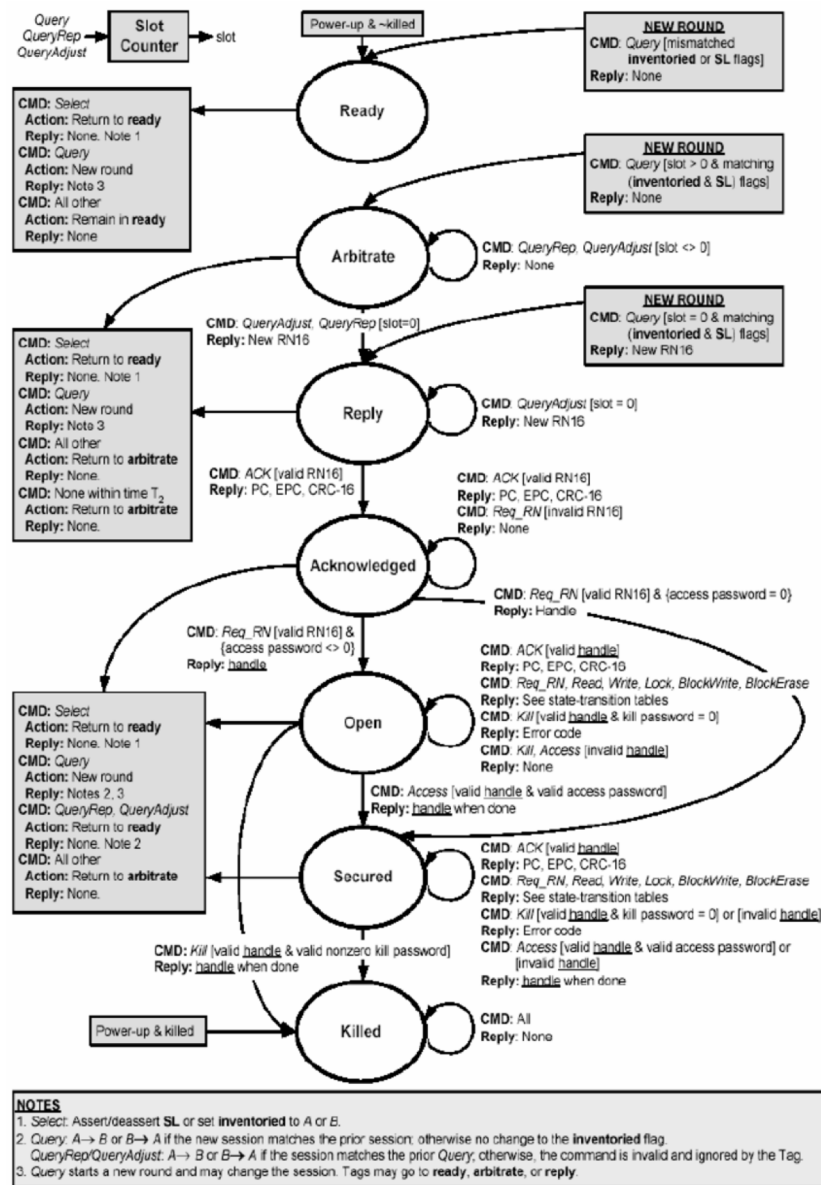 Query
QueryRep
QueryAdjust
Slot
Counter
slot
Power-up & ~killed
NEW ROUND
CMD: Query [mismatched
inventoried or SL flags]
Reply: None
Ready
CMD: Select
Action: Return to ready
Reply: None. Note 1
CMD: Query
Action: New round
Reply: Note 3
CMD: All other
Action: Remain in ready
Reply: None
NEW ROUND
CMD: Query [slot > 0 & matching
(inventoried & SL) flags]
Reply: None
Arbitrate
CMD: QueryRep, QueryAdjust [slot <> 0]
Reply: None
CMD: QueryAdjust, QueryRep [slot=0]
Reply: New RN16
NEW ROUND
CMD: Query [slot = 0 & matching
(inventoried & SL) flags]
Reply: New RN16
CMD: Select
Action: Return to ready
Reply: None. Note 1
CMD: Query
Action: New round
Reply: Note 3
CMD: All other
Action: Return to arbitrate
Reply: None.
CMD: None within time T2
Action: Return to arbitrate
Reply: None.
Reply
CMD: QueryAdjust [slot = 0]
Reply: New RN16
CMD: ACK [valid RN16]
Reply: PC, EPC, CRC-16
CMD: ACK [valid RN16]
Reply: PC, EPC, CRC-16
CMD: Req_RN [invalid RN16]
Reply: None
Acknowledged
CMD: Req_RN [valid RN16] & {access password = 0}
Reply: Handle
CMD: Req_RN [valid RN16] &
{access password <> 0}
Reply: handle
CMD: ACK [valid handle]
Reply: PC, EPC, CRC-16
CMD: Req_RN, Read, Write, Lock, BlockWrite, BlockErase
Reply: See state-transition tables
CMD: Kill [valid handle & kill password = 0]
Reply: Error code
CMD: Kill, Access [invalid handle]
Reply: None
Open
CMD: Select
Action: Return to ready
Reply: None. Note 1
CMD: Query
Action: New round
Reply: Notes 2, 3
CMD: QueryRep, QueryAdjust
Action: Return to ready
Reply: None. Note 2
CMD: All other
Action: Return to arbitrate
Reply: None.
CMD: Access [valid handle & valid access password]
Reply: handle when done
Secured
CMD: ACK [valid handle]
Reply: PC, EPC, CRC-16
CMD: Req_RN, Read, Write, Lock, BlockWrite, BlockErase
Reply: See state-transition tables
CMD: Kill [valid handle & kill password = 0] or [invalid handle]
Reply: Error code
CMD: Access [valid handle & valid access password] or
[invalid handle]
Reply: handle when done
CMD: Kill [valid handle & valid nonzero kill password]
Reply: handle when done
Power-up & killed
Killed
CMD: All
Reply: None
NOTES
1. Select: Assert/deassert SL or set inventoried to A or B.
2. Query: A→ B or B→ A if the new session matches the prior session; otherwise no change to the inventoried flag.
QueryRep/QueryAdjust: A→ B or B→ A if the session matches the prior Query; otherwise, the command is invalid and ignored by the Tag.
3. Query starts a new round and may change the session. Tags may go to ready, arbitrate, or reply.